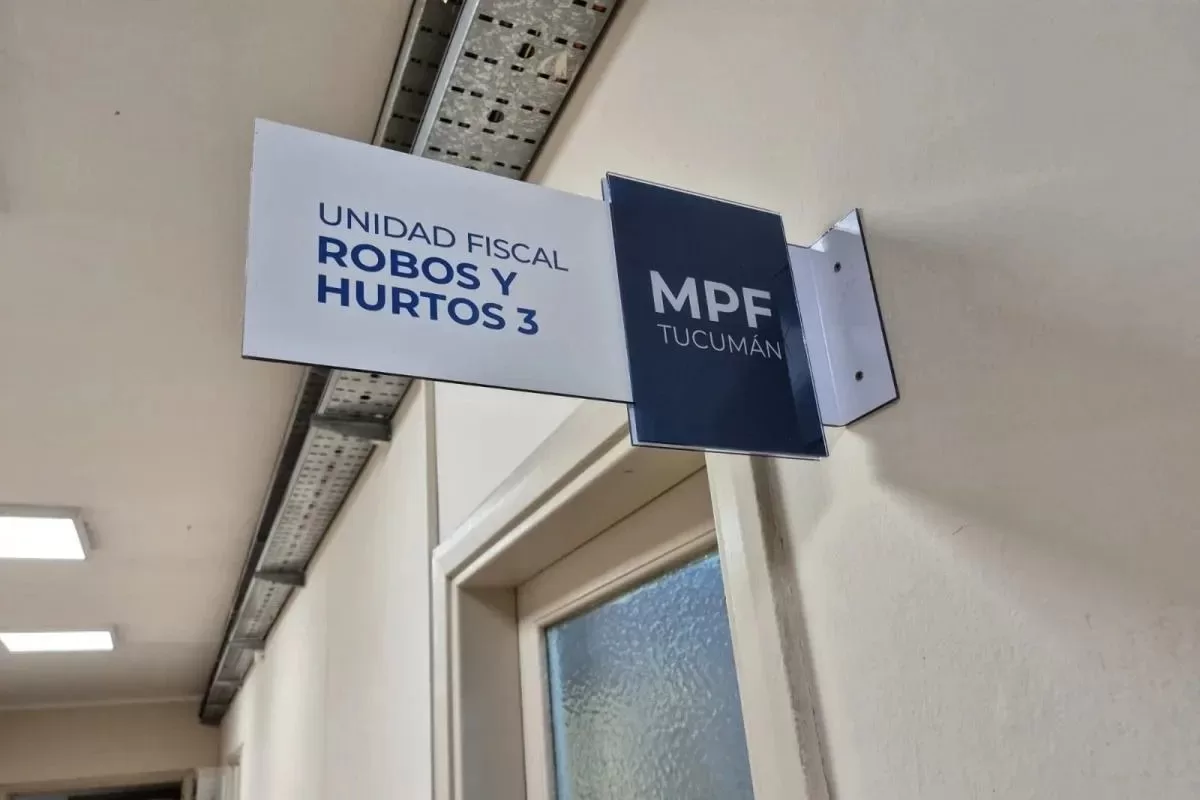 UNIDAD FISCAL
ROBOS Y
HURTOS 3
MPF
TUCUMÁN